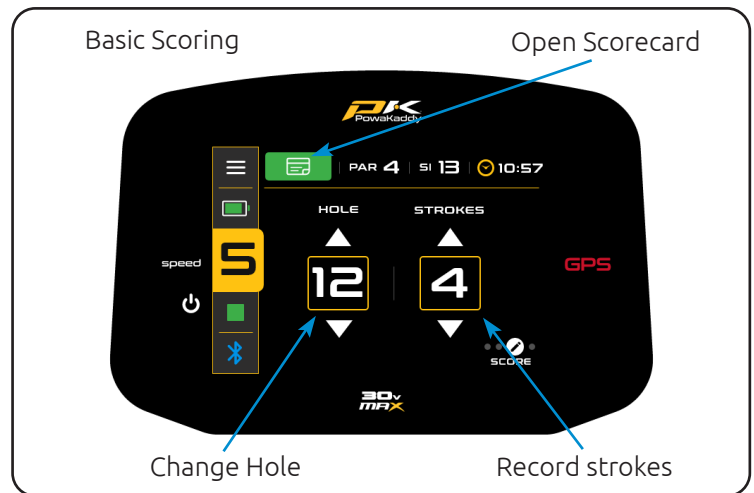 Basic Scoring
Open Scorecard
PK
PowaKaddy
PAR 4 | SI 13 | 10:57
HOLE STROKES
speed 5 12 4 GPS
SCORE
30v
MAX
Change Hole
Record strokes